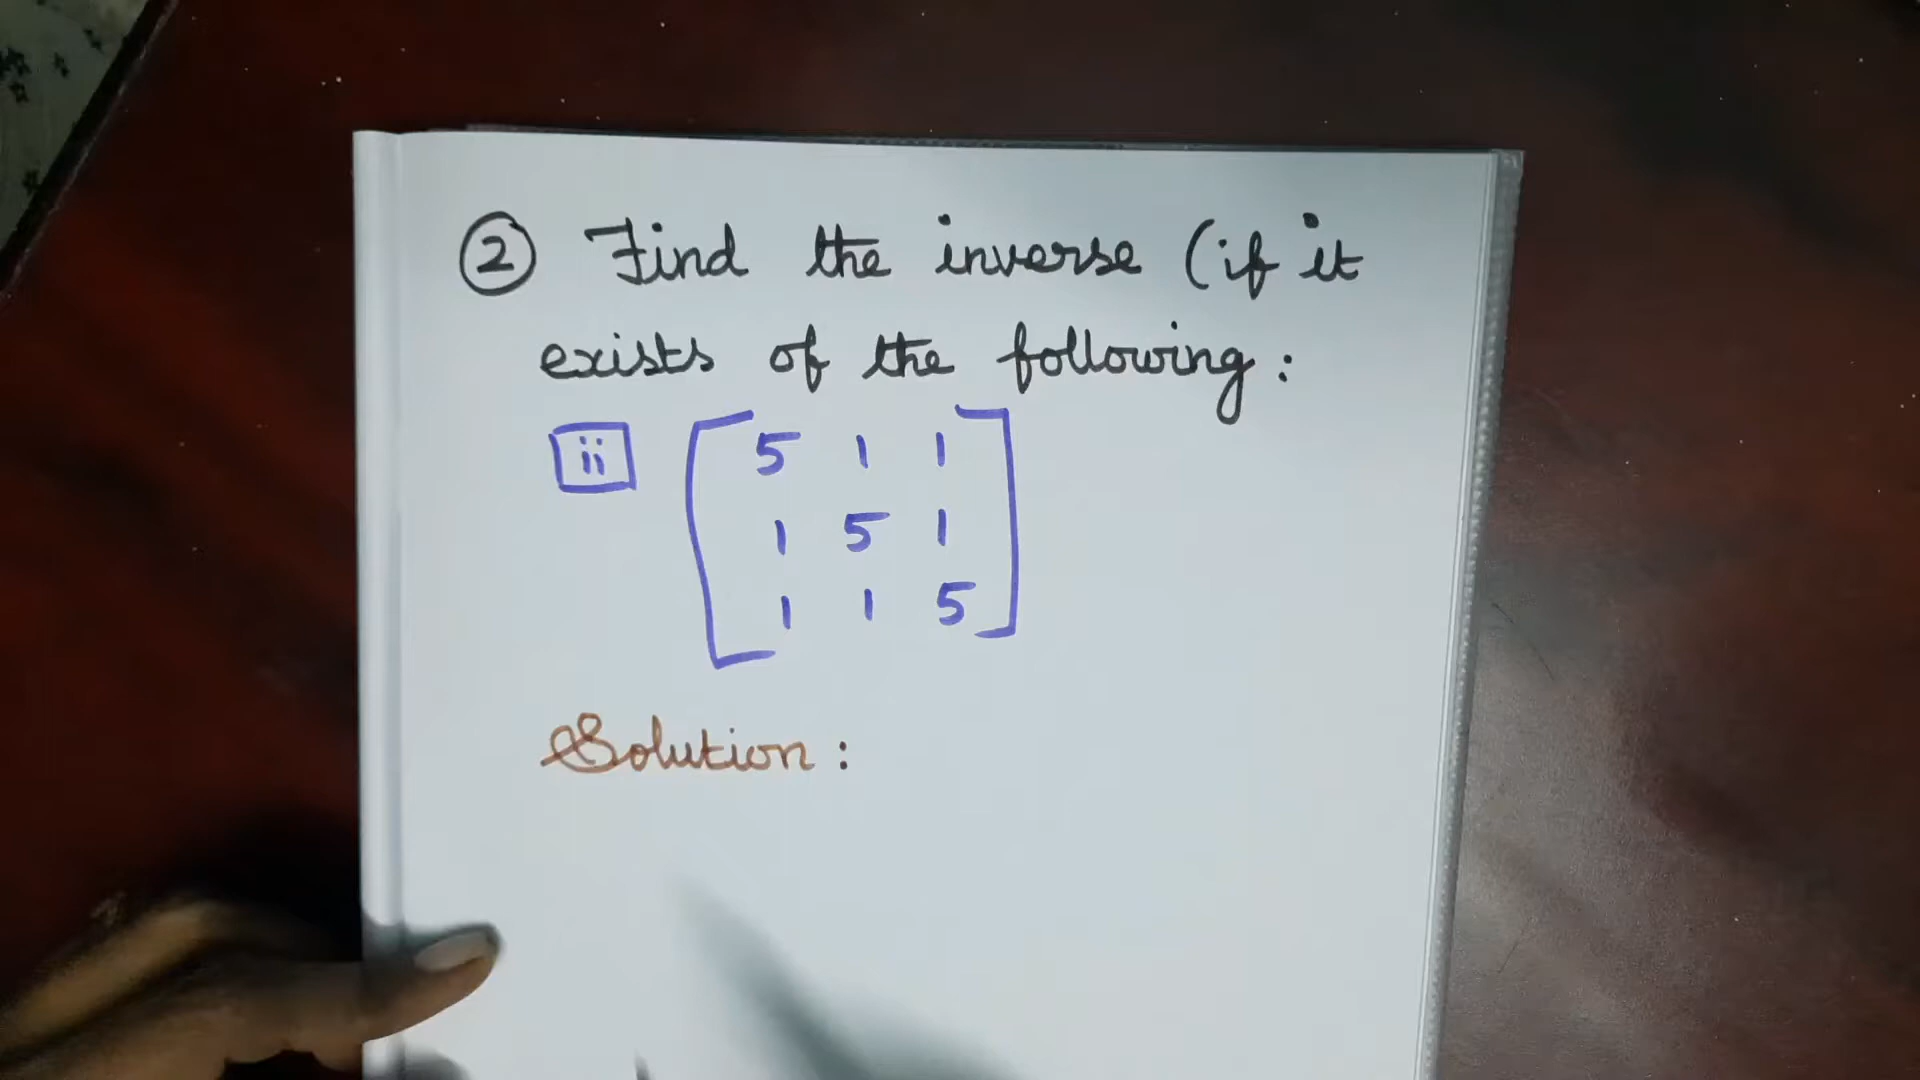 ② Find the inverse (if it
exists of the following:
ii [5 1 1
1 5 1
1 1 5]
Solution: